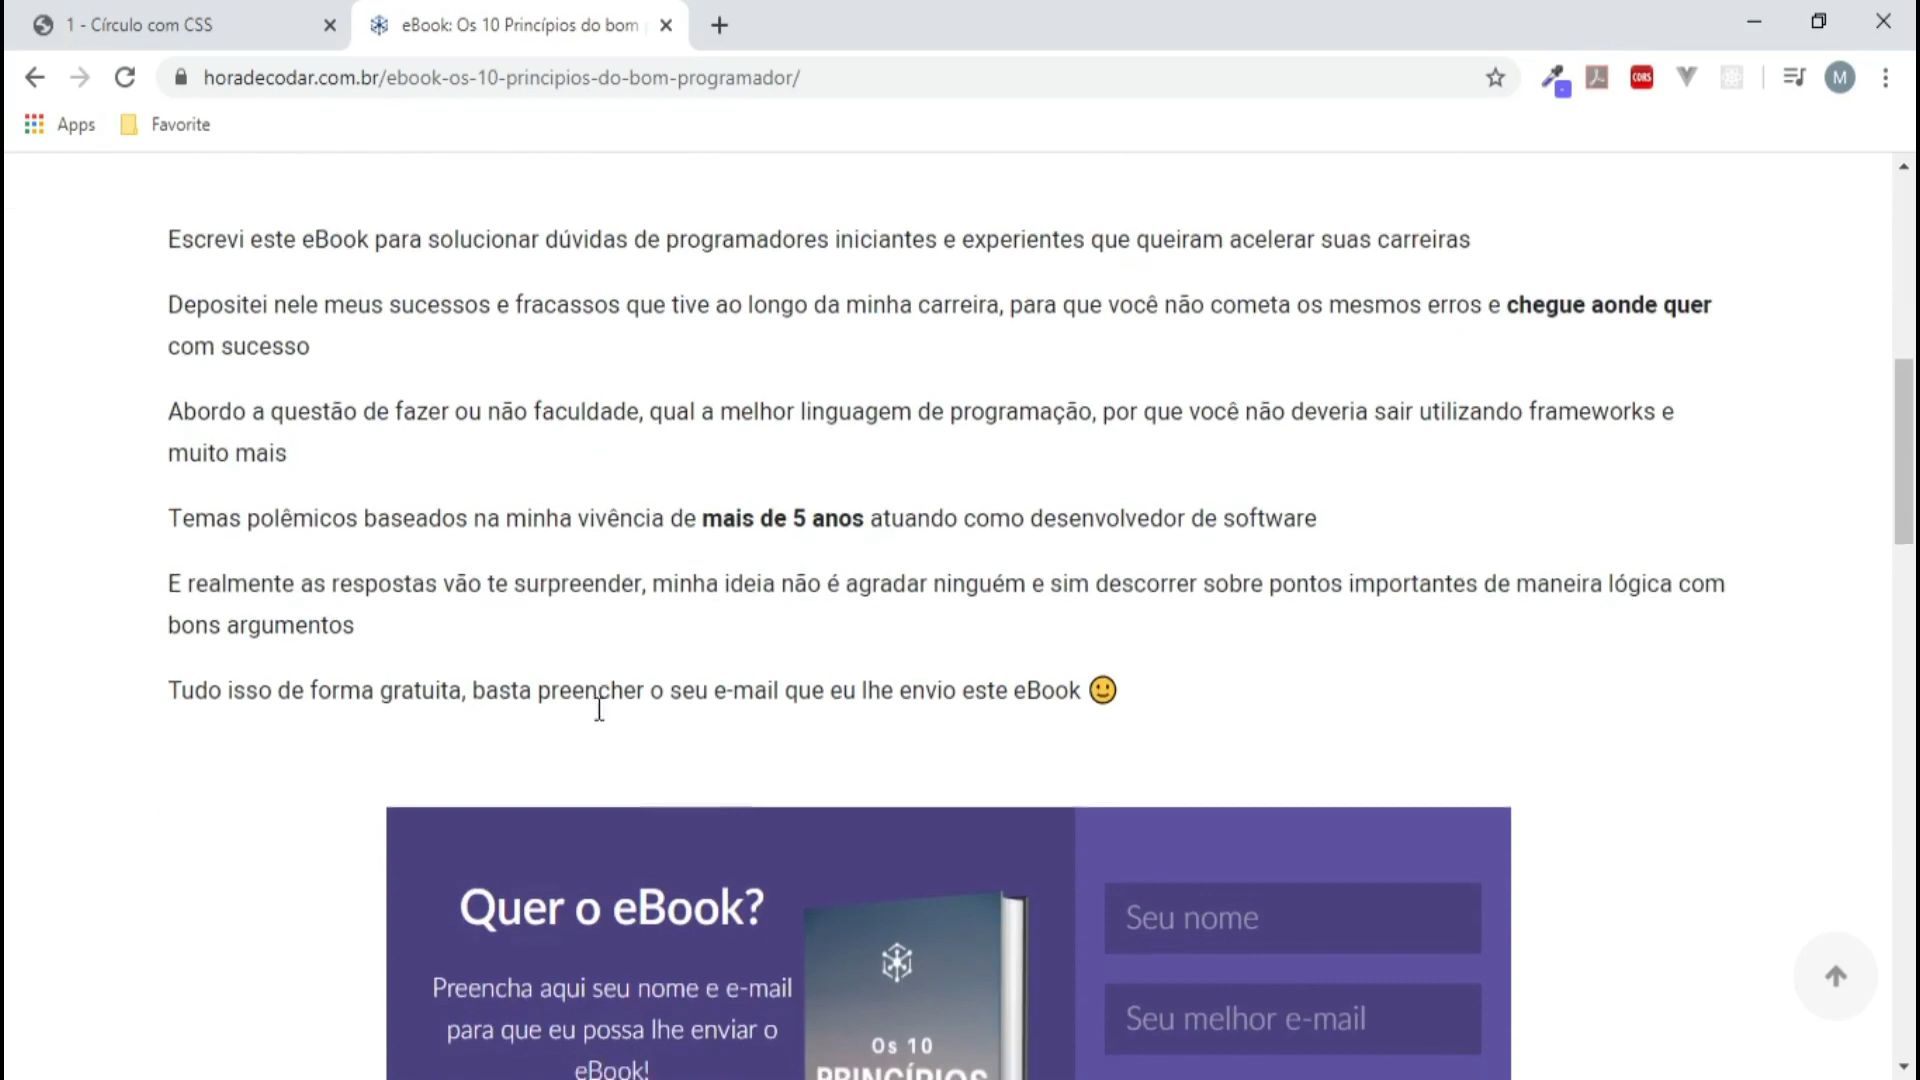 1 - Círculo com CSS
eBook: Os 10 Princípios do bom
horadecodar.com.br/ebook-os-10-principios-do-bom-programador/
CORS
M
Apps
Favorite
Escrevi este eBook para solucionar dúvidas de programadores iniciantes e experientes que queiram acelerar suas carreiras
Depositei nele meus sucessos e fracassos que tive ao longo da minha carreira, para que você não cometa os mesmos erros e chegue aonde quer
com sucesso
Abordo a questão de fazer ou não faculdade, qual a melhor linguagem de programação, por que você não deveria sair utilizando frameworks e
muito mais
Temas polêmicos baseados na minha vivência de mais de 5 anos atuando como desenvolvedor de software
E realmente as respostas vão te surpreender, minha ideia não é agradar ninguém e sim descorrer sobre pontos importantes de maneira lógica com
bons argumentos
Tudo isso de forma gratuita, basta preencher o seu e-mail que eu lhe envio este eBook 🙂
Quer o eBook?
Preencha aqui seu nome e e-mail
para que eu possa lhe enviar o
eBook!
Os 10
PRINCÍPIOS
Seu nome
Seu melhor e-mail